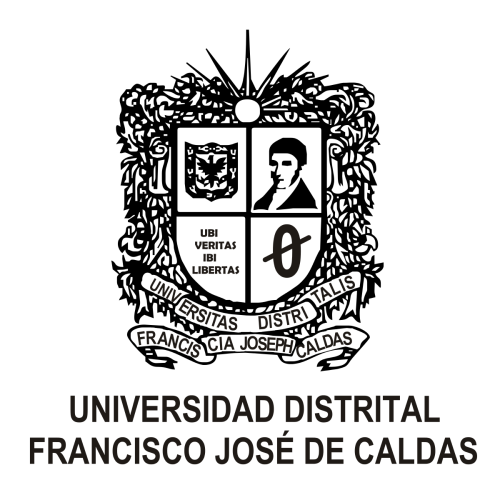 UBI
VERITAS
IBI
LIBERTAS
UNIVERSITAS DISTRITALIS
FRANCISCIA JOSEPH CALDAS
UNIVERSIDAD DISTRITAL
FRANCISCO JOSÉ DE CALDAS